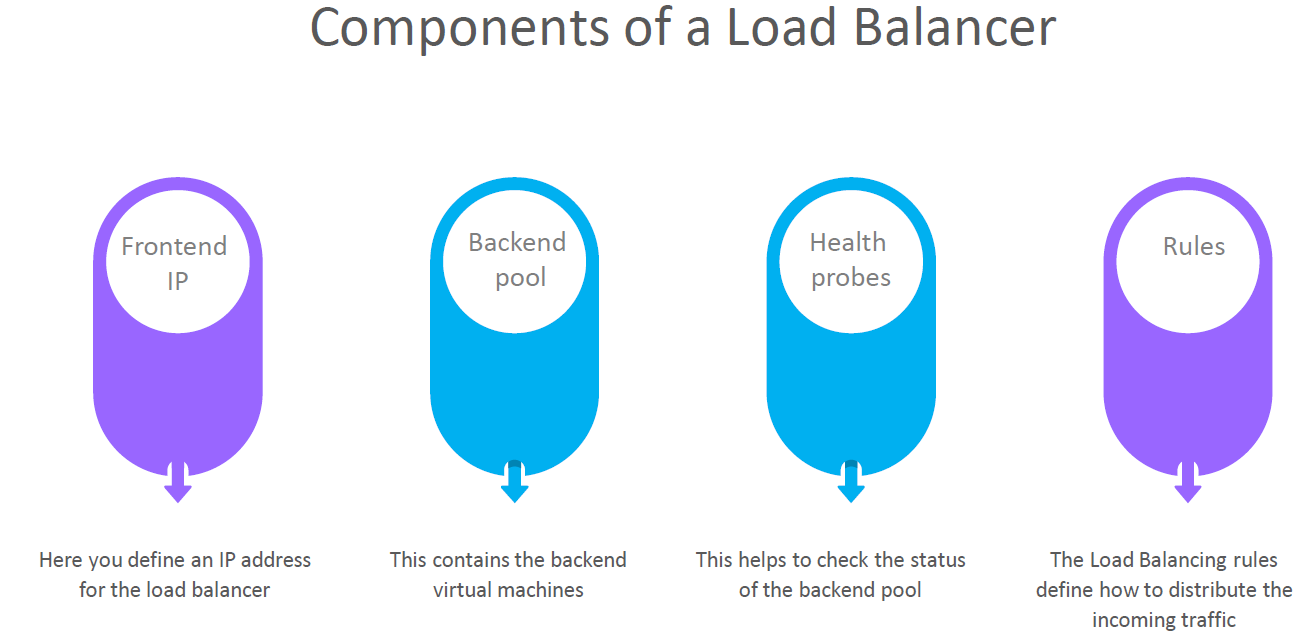 Components of a Load Balancer
Frontend
IP
Backend
pool
Health
probes
Rules
Here you define an IP address
for the load balancer
This contains the backend
virtual machines
This helps to check the status
of the backend pool
The Load Balancing rules
define how to distribute the
incoming traffic